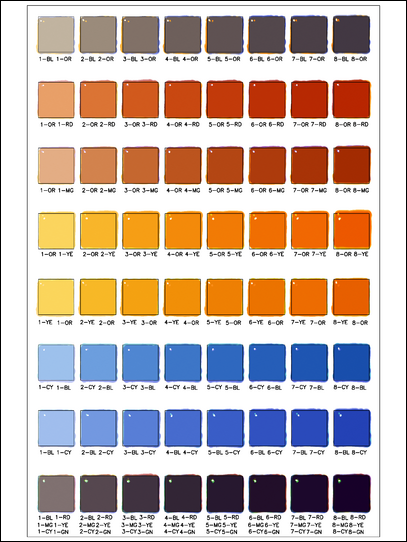 1-BL 1-OR 2-BL 2-OR 3-BL 3-OR 4-BL 4-OR 5-BL 5-OR 6-BL 6-OR 7-BL 7-OR 8-BL 8-OR
1-OR 1-RD 2-OR 2-RD 3-OR 3-RD 4-OR 4-RD 5-OR 5-RD 6-OR 6-RD 7-OR 7-RD 8-OR 8-RD
1-OR 1-MG 2-OR 2-MG 3-OR 3-MG 4-OR 4-MG 5-OR 5-MG 6-OR 6-MG 7-OR 7-MG 8-OR 8-MG
1-OR 1-YE 2-OR 2-YE 3-OR 3-YE 4-OR 4-YE 5-OR 5-YE 6-OR 6-YE 7-OR 7-YE 8-OR 8-YE
1-YE 1-OR 2-YE 2-OR 3-YE 3-OR 4-YE 4-OR 5-YE 5-OR 6-YE 6-OR 7-YE 7-OR 8-YE 8-OR
1-CY 1-BL 2-CY 2-BL 3-CY 3-BL 4-CY 4-BL 5-CY 5-BL 6-CY 6-BL 7-CY 7-BL 8-CY 8-BL
1-BL 1-CY 2-BL 2-CY 3-BL 3-CY 4-BL 4-CY 5-BL 5-CY 6-BL 6-CY 7-BL 7-CY 8-BL 8-CY
1-BL 1-RD 2-BL 2-RD 3-BL 3-RD 4-BL 4-RD 5-BL 5-RD 6-BL 6-RD 7-BL 7-RD 8-BL 8-RD
1-MG 1-YE 2-MG 2-YE 3-MG 3-YE 4-MG 4-YE 5-MG 5-YE 6-MG 6-YE 7-MG 7-YE 8-MG 8-YE
1-CY 1-GN 2-CY 2-GN 3-CY 3-GN 4-CY 4-GN 5-CY 5-GN 6-CY 6-GN 7-CY 7-GN 8-CY 8-GN